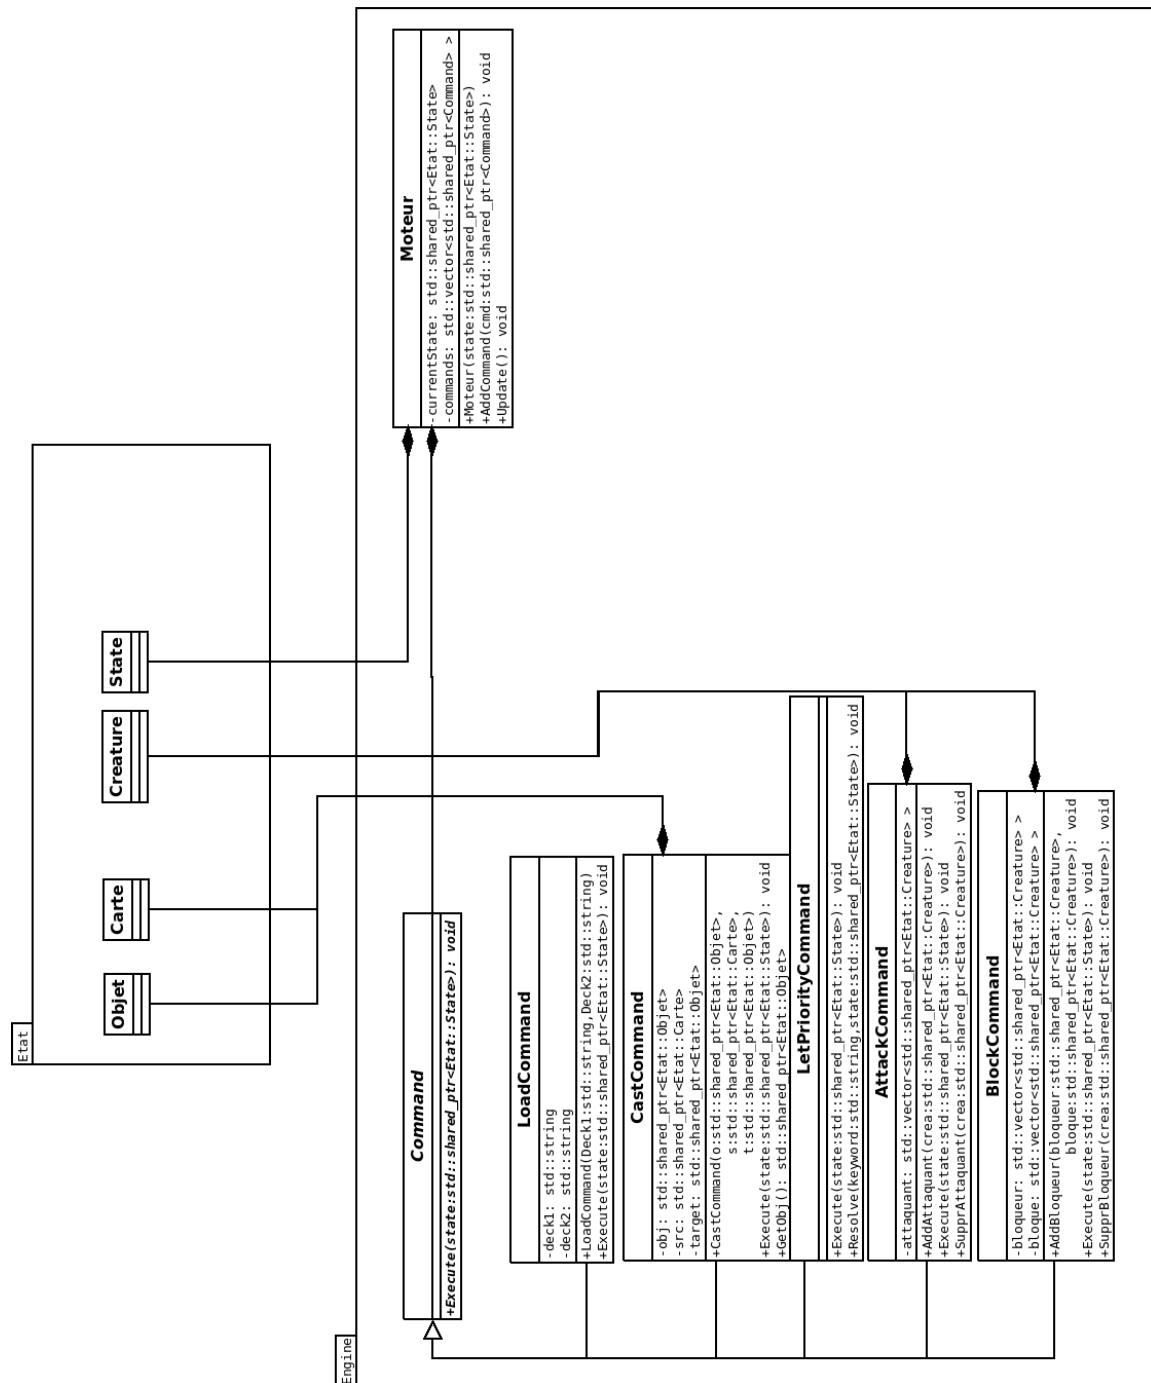 Etat
Objet
Carte
Creature
State
Engine
Command
+Execute(state:std::shared_ptr<Etat::State>): void
Moteur
-currentState: std::shared_ptr<Etat::State>
-commands: std::vector<std::shared_ptr<Command> >
+Moteur(state:std::shared_ptr<Etat::State>)
+AddCommand(cmd:std::shared_ptr<Command>): void
+Update(): void
LoadCommand
-deck1: std::string
-deck2: std::string
+LoadCommand(Deck1:std::string,Deck2:std::string)
+Execute(state:std::shared_ptr<Etat::State>): void
CastCommand
-obj: std::shared_ptr<Etat::Objet>
-src: std::shared_ptr<Etat::Carte>
-target: std::shared_ptr<Etat::Objet>
+CastCommand(o:std::shared_ptr<Etat::Objet>,
s:std::shared_ptr<Etat::Carte>,
t:std::shared_ptr<Etat::Objet>)
+Execute(state:std::shared_ptr<Etat::State>): void
+GetObj(): std::shared_ptr<Etat::Objet>
LetPriorityCommand
+Execute(state:std::shared_ptr<Etat::State>): void
+Resolve(keyword:std::string,state:std::shared_ptr<Etat::State>): void
AttackCommand
-attaquant: std::vector<std::shared_ptr<Etat::Creature> >
+AddAttaquant(crea:std::shared_ptr<Etat::Creature>): void
+Execute(state:std::shared_ptr<Etat::State>): void
+SupprAttaquant(crea:std::shared_ptr<Etat::Creature>): void
BlockCommand
-bloqueur: std::vector<std::shared_ptr<Etat::Creature> >
-bloque: std::vector<std::shared_ptr<Etat::Creature> >
+AddBloqueur(bloqueur:std::shared_ptr<Etat::Creature>,
bloque:std::shared_ptr<Etat::Creature>): void
+Execute(state:std::shared_ptr<Etat::State>): void
+SupprBloqueur(crea:std::shared_ptr<Etat::Creature>): void